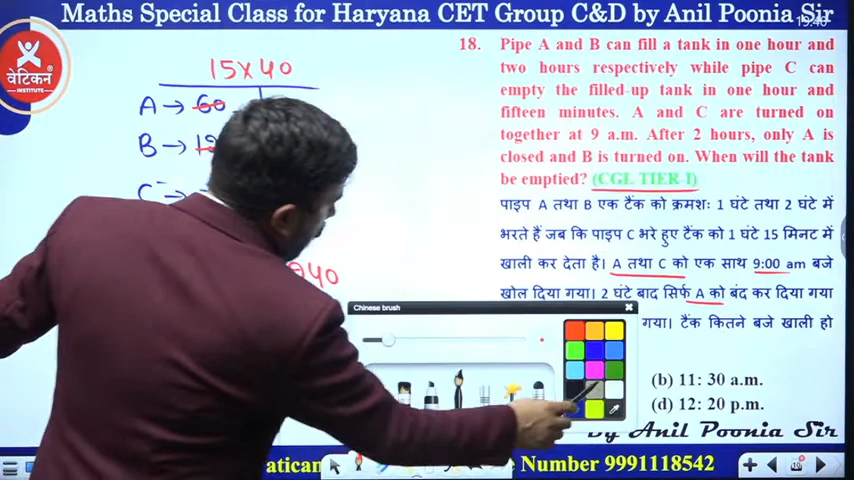 Maths Special Class for Haryana CET Group C&D by Anil Poonia Sir
19:46
वेटिकन
INSTITUTE
15x40
A → 60
B →
C →
40
18. Pipe A and B can fill a tank in one hour and
two hours respectively while pipe C can
empty the filled-up tank in one hour and
fifteen minutes. A and C are turned on
together at 9 a.m. After 2 hours, only A is
closed and B is turned on. When will the tank
be emptied? (CGL TIER-I)
पाइप A तथा B एक टैंक को क्रमशः 1 घंटे तथा 2 घंटे में
भरते हैं जब कि पाइप C भरे हुए टैंक को 1 घंटे 15 मिनट में
खाली कर देता है। A तथा C को एक साथ 9:00 am बजे
खोल दिया गया। 2 घंटे बाद सिर्फ A को बंद कर दिया गया
गया। टैंक कितने बजे खाली हो
Chinese brush
(b) 11: 30 a.m.
(d) 12: 20 p.m.
By Anil Poonia Sir
Number 9991118542